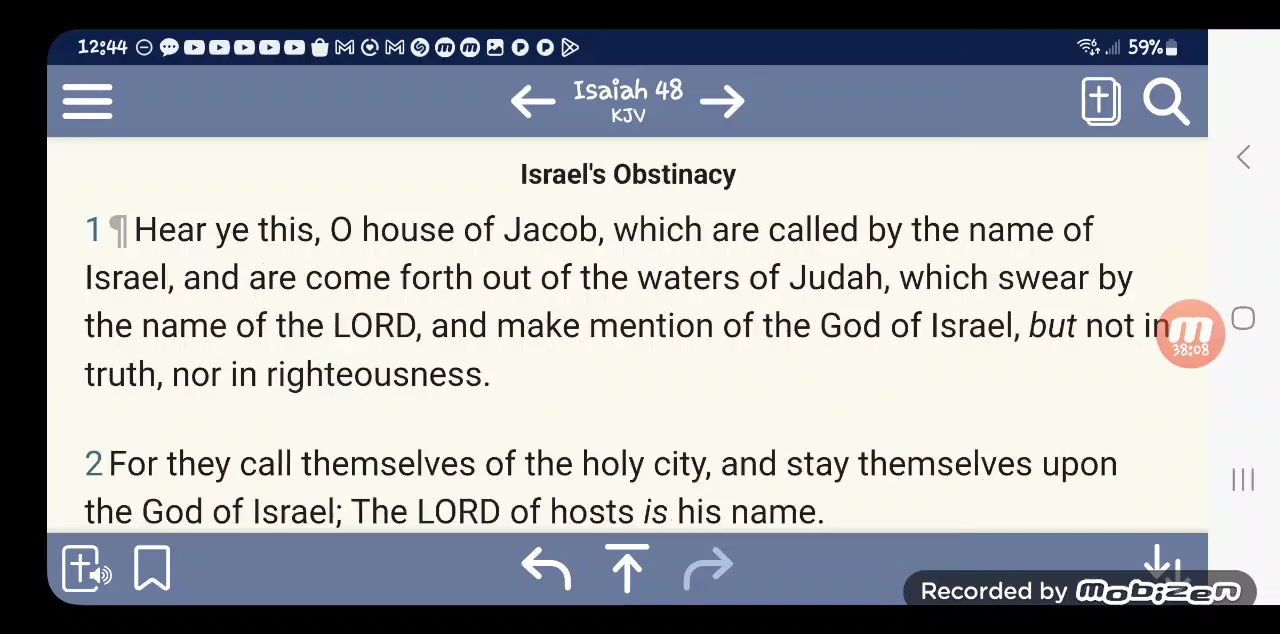 12:44 59%
Isaiah 48
KJV
Israel's Obstinacy
1 ¶ Hear ye this, O house of Jacob, which are called by the name of
Israel, and are come forth out of the waters of Judah, which swear by
the name of the LORD, and make mention of the God of Israel, but not in
truth, nor in righteousness.
38:08
2 For they call themselves of the holy city, and stay themselves upon
the God of Israel; The LORD of hosts is his name.
Recorded by mobizen